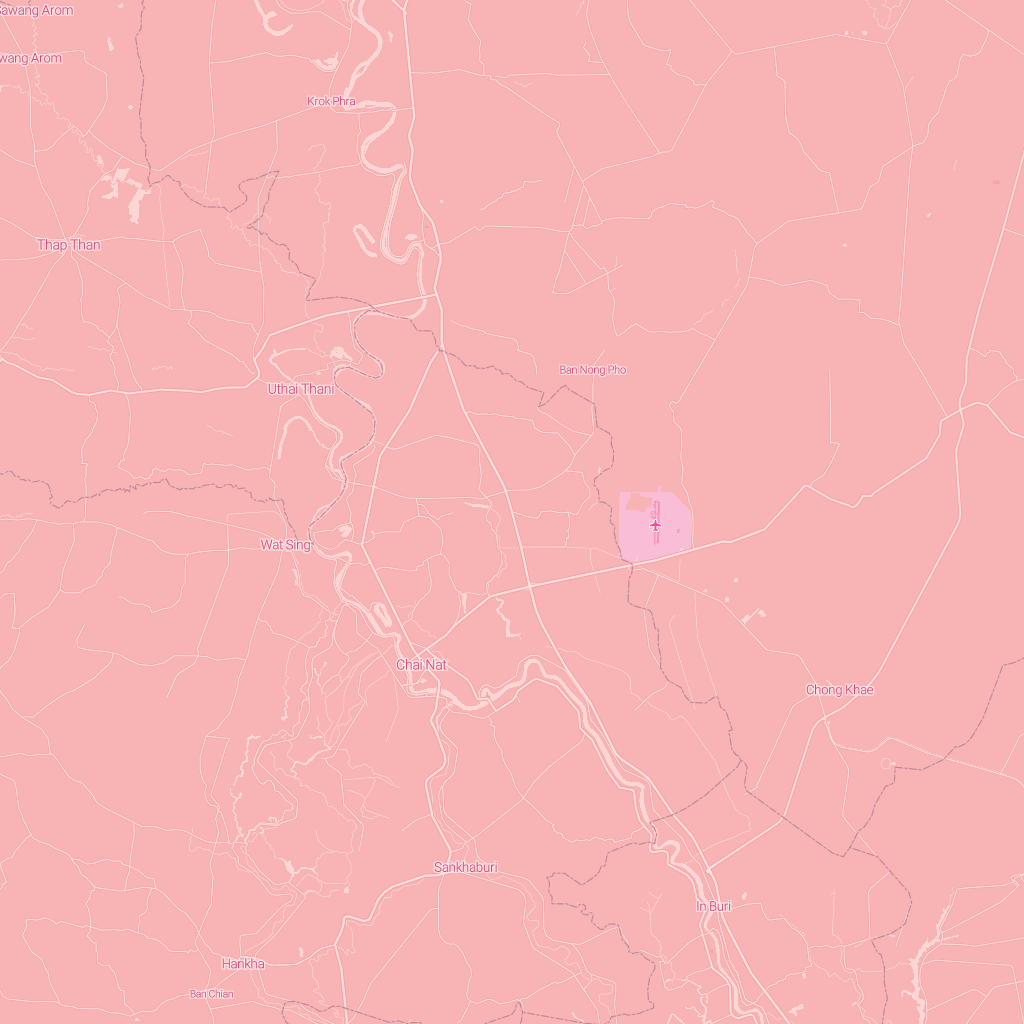 Sawang Arom
wang Arom
Krok Phra
Thap Than
Ban Nong Pho
Uthai Thani
Wat Sing
Chai Nat
Chong Khae
Sankhaburi
In Buri
Hankha
Ban Chian